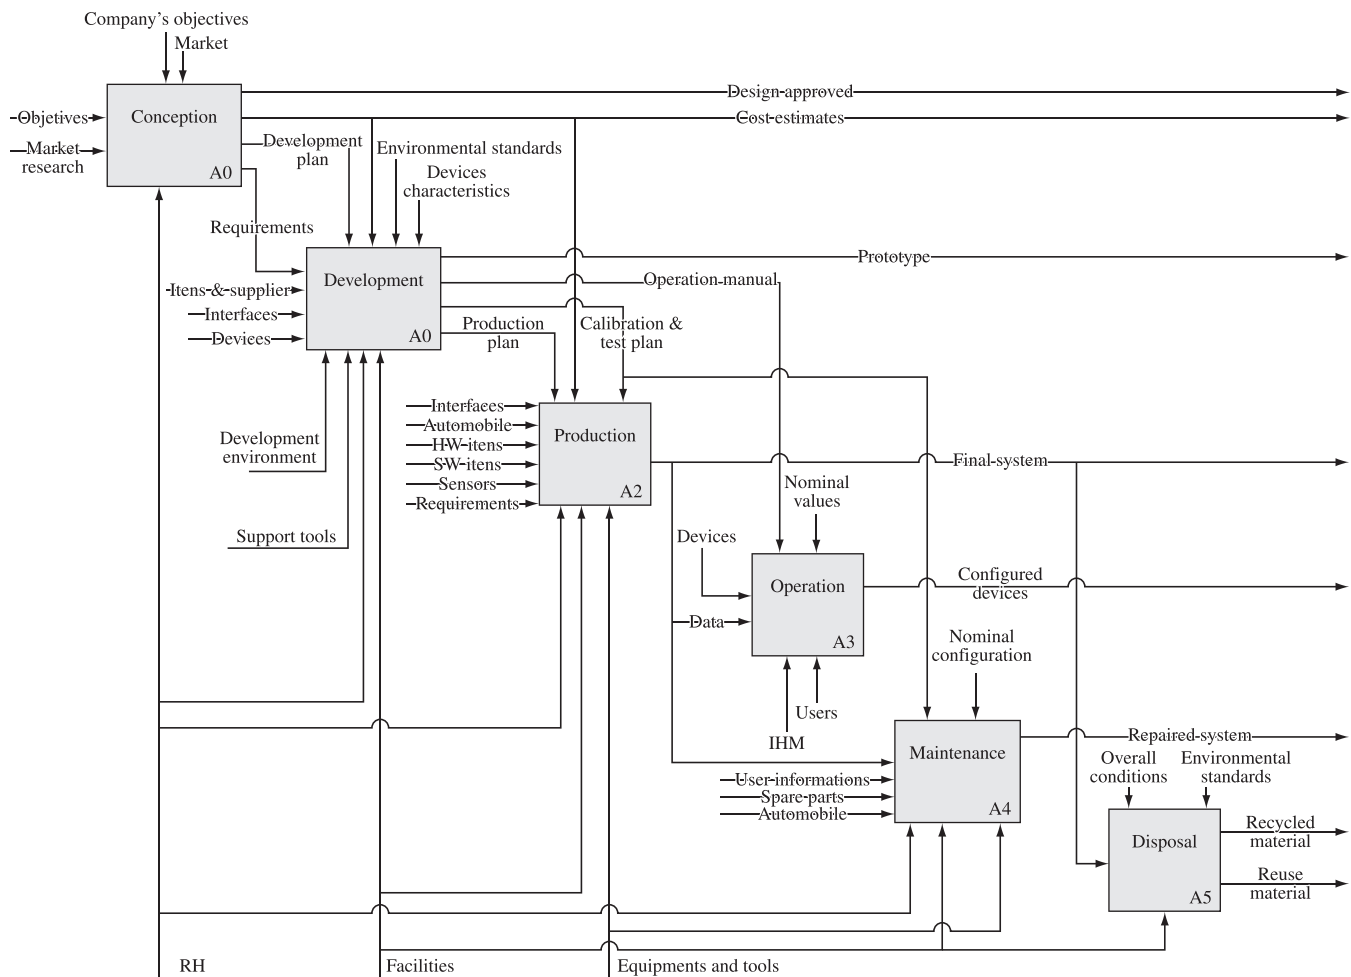 Company's objectives
Market
Design approved
Objetives
Conception
Cost estimates
Market
research
A0
Development
plan
Environmental standards
Devices
characteristics
Requirements
Prototype
Development
Operation manual
Itens & supplier
Interfaces
Devices
A0
Production
plan
Calibration &
test plan
Interfaces
Automobile
HW itens
SW itens
Sensors
Requirements
Production
A2
Development
environment
Final system
Nominal
values
Support tools
Devices
Operation
Configured
devices
Data
A3
Nominal
configuration
Users
IHM
Maintenance
Repaired system
User informations
Spare parts
Automobile
A4
Overall
conditions
Environmental
standards
Disposal
Recycled
material
Reuse
material
A5
RH
Facilities
Equipments and tools